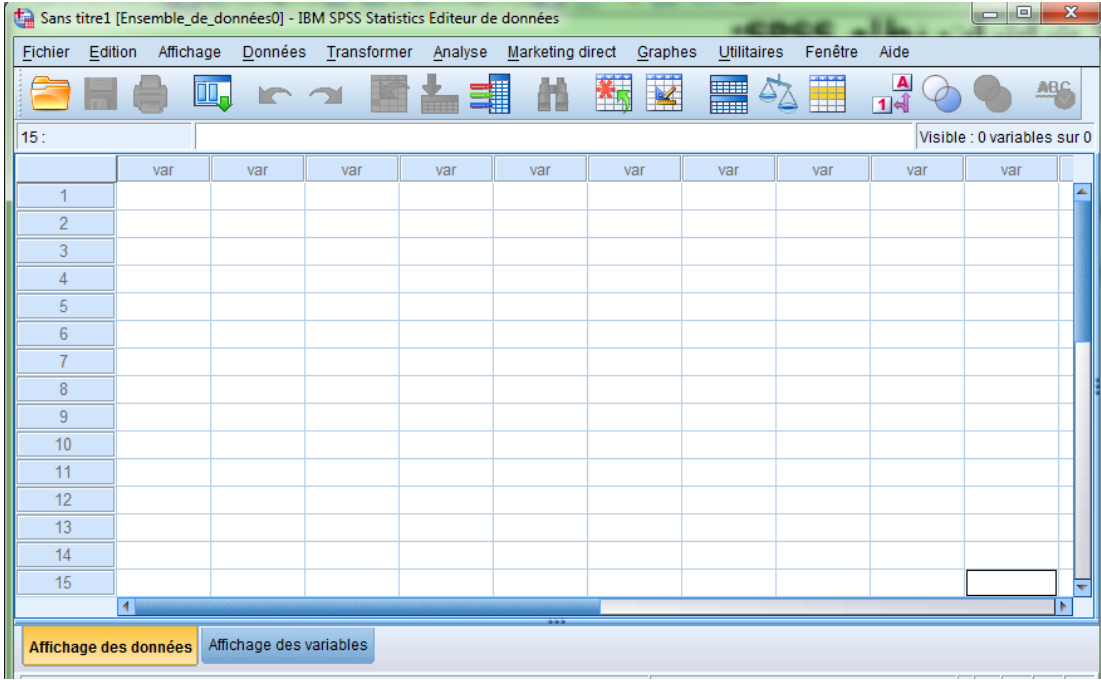 Sans titre1 [Ensemble_de_données0] - IBM SPSS Statistics Editeur de données
Fichier Edition Affichage Données Transformer Analyse Marketing direct Graphes Utilitaires Fenêtre Aide
A
1
ABC
15 : Visible : 0 variables sur 0
var var var var var var var var var var
1
2
3
4
5
6
7
8
9
10
11
12
13
14
15
Affichage des données Affichage des variables